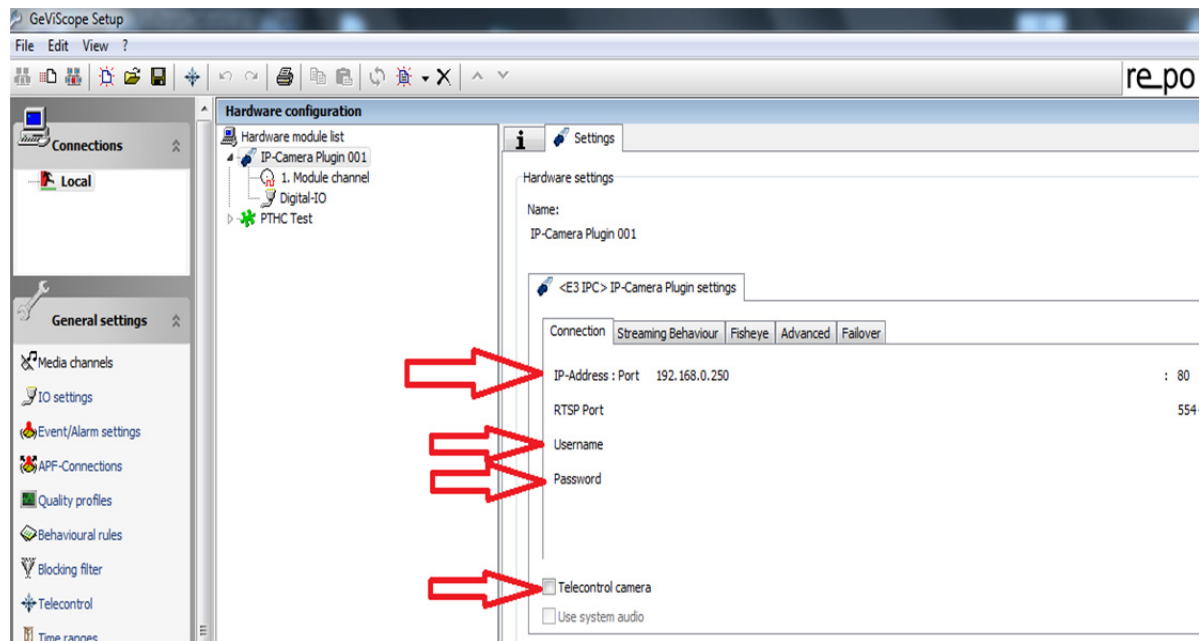 GeViScope Setup
File Edit View ?
re_po
Connections
Local
General settings
Media channels
IO settings
Event/Alarm settings
APF-Connections
Quality profiles
Behavioural rules
Blocking filter
Telecontrol
Time ranges
Hardware configuration
Hardware module list
IP-Camera Plugin 001
1. Module channel
Digital-IO
PTHC Test
i Settings
Hardware settings
Name:
IP-Camera Plugin 001
<E3 IPC> IP-Camera Plugin settings
Connection Streaming Behaviour Fisheye Advanced Failover
IP-Address : Port 192.168.0.250 : 80
RTSP Port 554
Username
Password
Telecontrol camera
Use system audio